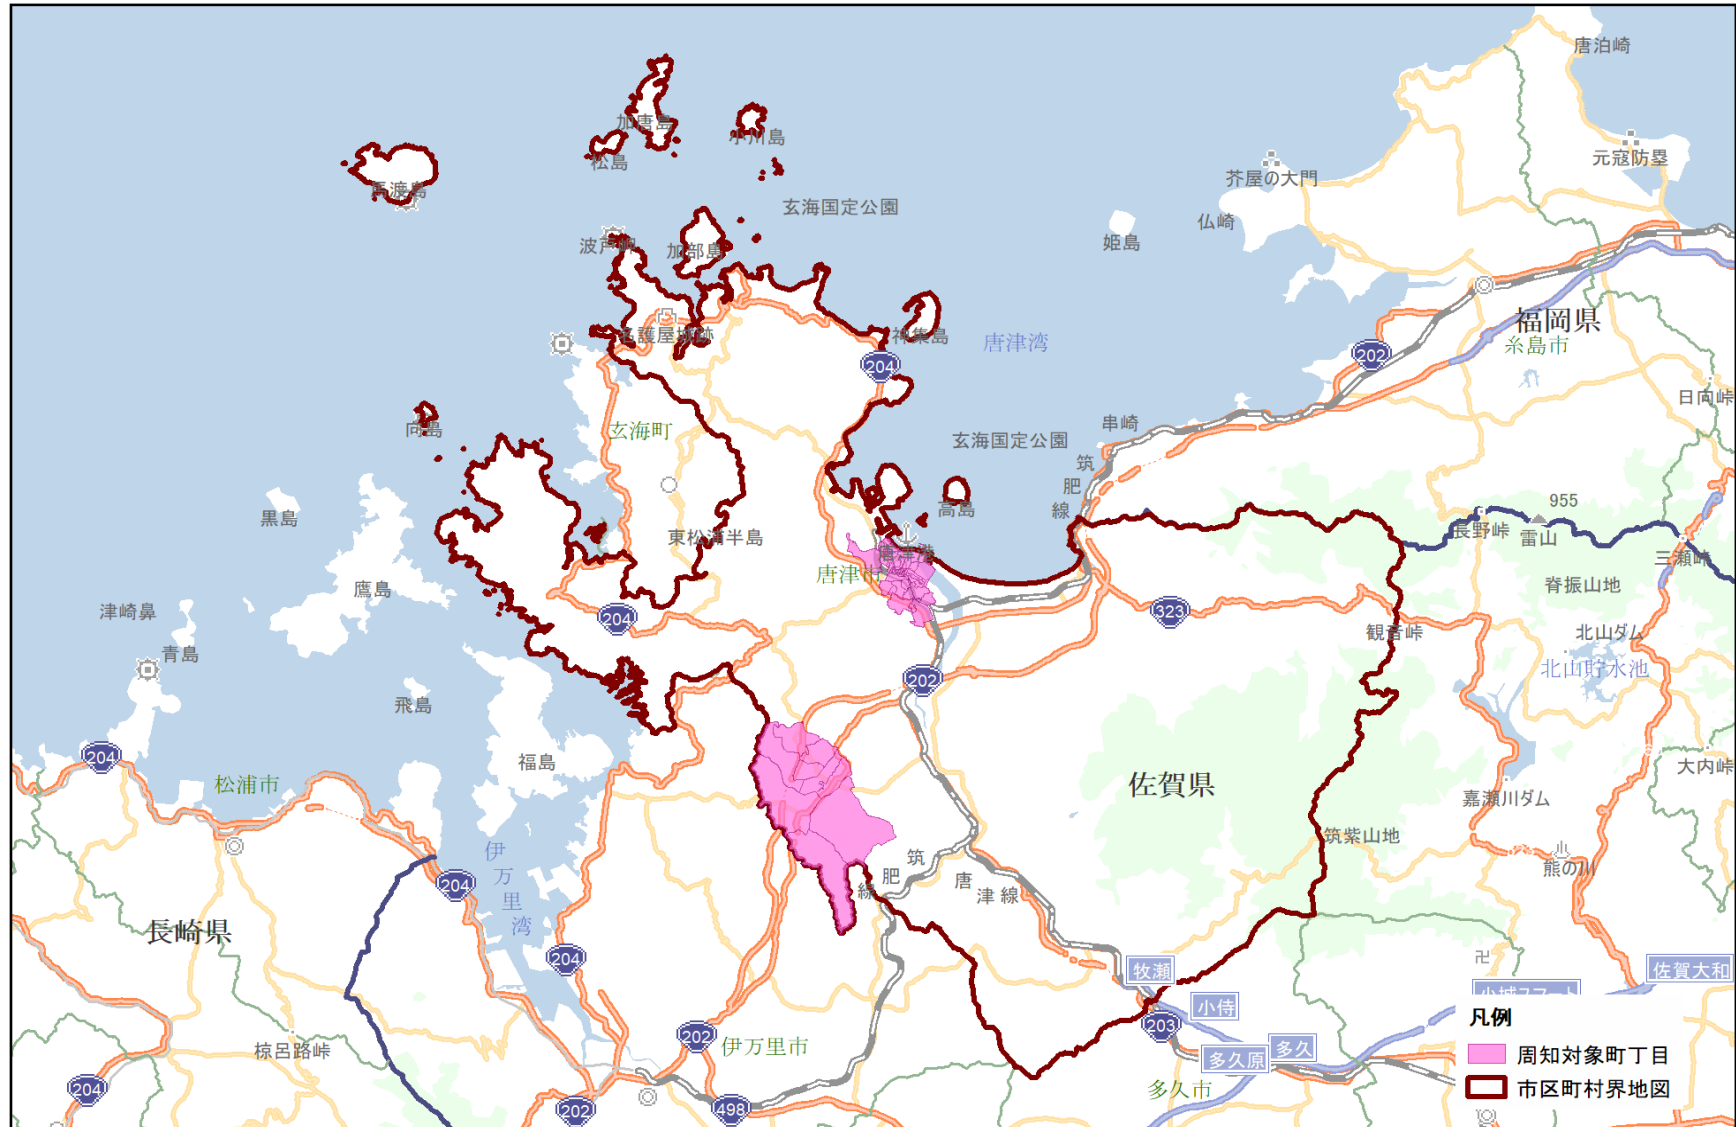 唐泊崎
加唐島
小川島
松島
元寇防塁
馬渡島
芥屋の大門
玄海国定公園
仏崎
波戸岬
加部島
姫島
福岡県
名護屋城跡
神集島
唐津湾
糸島市
204
202
日向峠
向島
玄海町
串崎
玄海国定公園
筑
肥
線
955
高島
黒島
長野峠
雷山
東松浦半島
唐津港
三瀬峠
唐津市
鷹島
脊振山地
津崎鼻
204
323
観音峠
北山ダム
青島
北山貯水池
202
飛島
204
福島
大内峠
松浦市
佐賀県
嘉瀬川ダム
筑紫山地
伊
万
里
湾
筑
肥
線
唐
津
線
熊の川
204
長崎県
204
牧瀬
佐賀大和
小侍
203
202
伊万里市
多久原
多久
椋呂路峠
204
202
498
多久市
凡例
周知対象町丁目
市区町村界地図